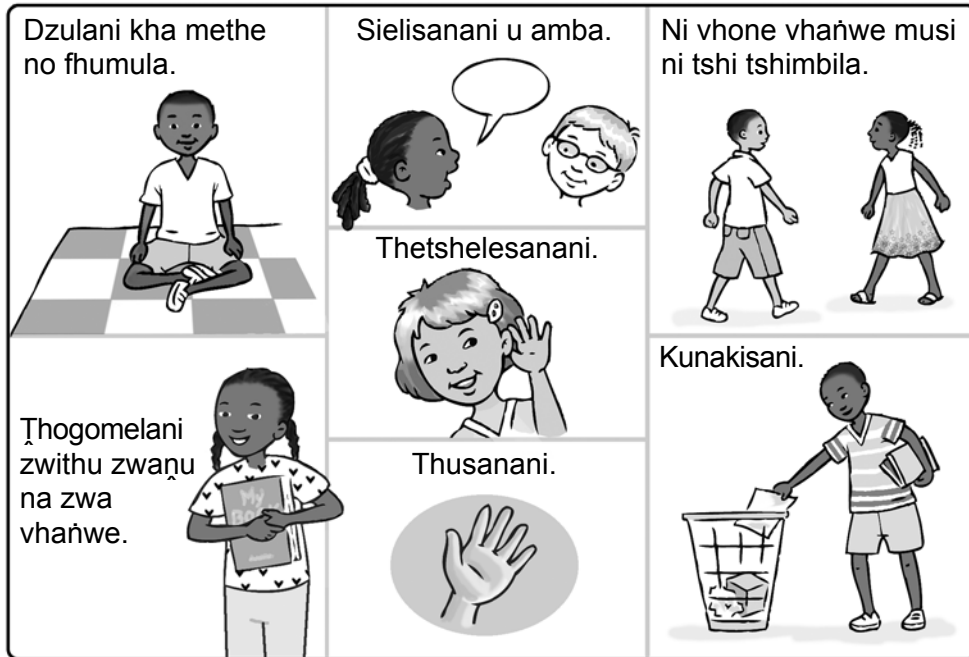 Dzulani kha methe
no fhumula.
Sielisanani u amba.
Ni vhone vhaṅwe musi
ni tshi tshimbila.
Thetshelesanani.
Ṱhogomelani
zwithu zwaṋu
na zwa
vhaṅwe.
My
Book
Thusanani.
Kunakisani.